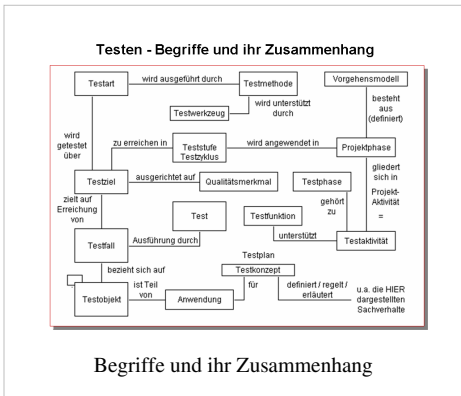 Testen - Begriffe und ihr Zusammenhang
Testart
wird ausgeführt durch
Testmethode
Vorgehensmodell
Testwerkzeug
wird unterstützt
durch
besteht
aus
(definiert)
wird
getestet
über
zu erreichen in
Teststufe
Testzyklus
wird angewendet in
Projektphase
Testziel
ausgerichtet auf
Qualitätsmerkmal
Testphase
gliedert
sich in
Projekt-
Aktivität
=
zielt auf
Erreichung
von
Test
Testfunktion
gehört
zu
Testfall
Ausführung durch
unterstützt
Testaktivität
bezieht sich auf
Testplan
Testkonzept
Testobjekt
ist Teil
von
Anwendung
für
definiert / regelt /
erläutert
u.a. die HIER
dargestellten
Sachverhalte
Begriffe und ihr Zusammenhang